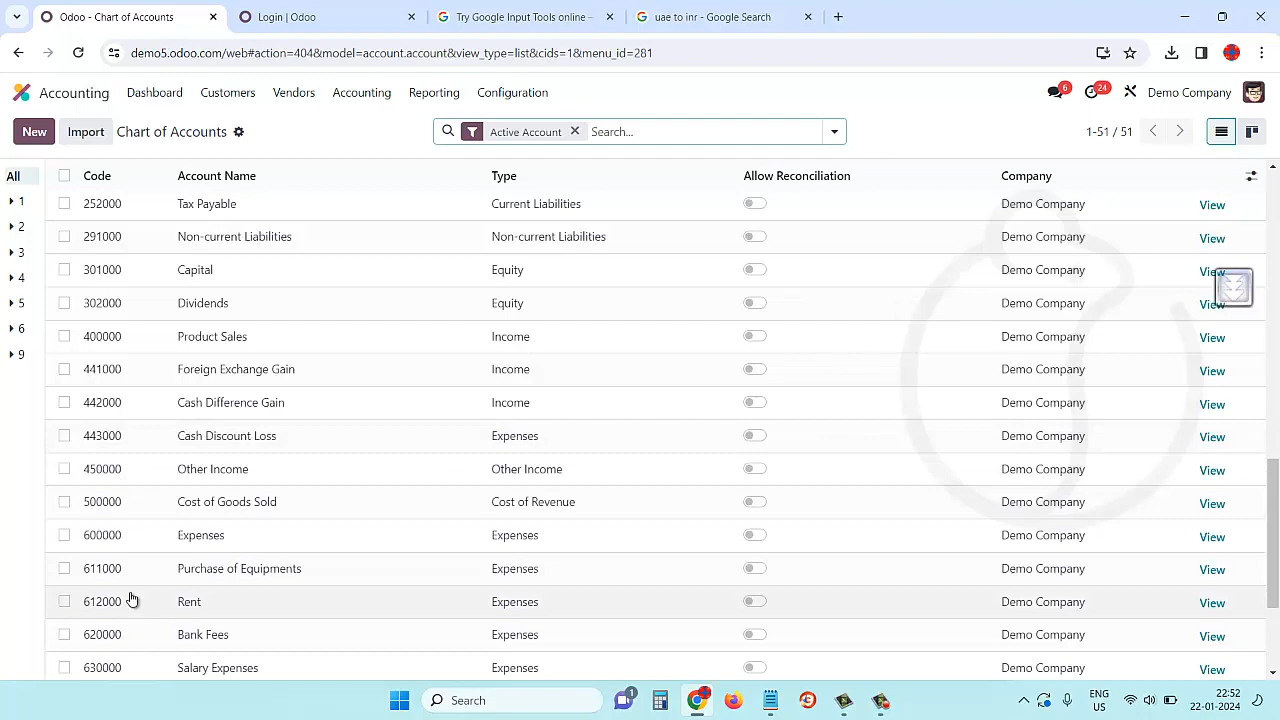 Odoo - Chart of Accounts
Login | Odoo
Try Google Input Tools online –
uae to inr - Google Search
demo5.odoo.com/web#action=404&model=account.account&view_type=list&cids=1&menu_id=281
Accounting Dashboard Customers Vendors Accounting Reporting Configuration 6 24 Demo Company
New Import Chart of Accounts Active Account Search... 1-51 / 51
All Code Account Name Type Allow Reconciliation Company
252000 Tax Payable Current Liabilities Demo Company View
1
291000 Non-current Liabilities Non-current Liabilities Demo Company View
2
3
301000 Capital Equity Demo Company View
4
302000 Dividends Equity Demo Company View
5
6
400000 Product Sales Income Demo Company View
9
441000 Foreign Exchange Gain Income Demo Company View
442000 Cash Difference Gain Income Demo Company View
443000 Cash Discount Loss Expenses Demo Company View
450000 Other Income Other Income Demo Company View
500000 Cost of Goods Sold Cost of Revenue Demo Company View
600000 Expenses Expenses Demo Company View
611000 Purchase of Equipments Expenses Demo Company View
612000 Rent Expenses Demo Company View
620000 Bank Fees Expenses Demo Company View
630000 Salary Expenses Expenses Demo Company View
Search 1 ENG 22:52
US 22-01-2024